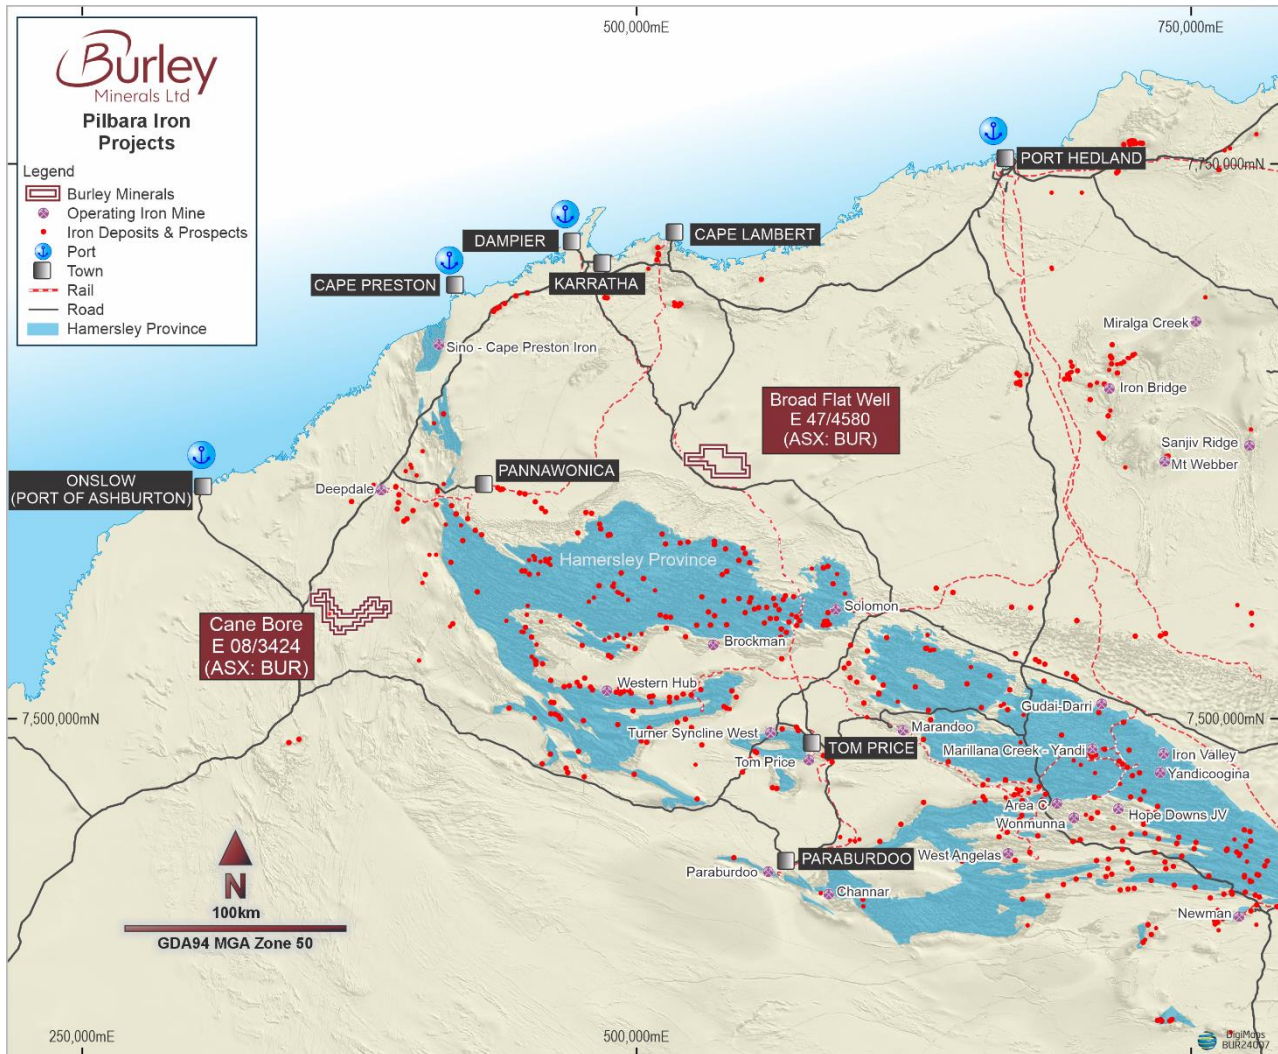 500,000mE
750,000mE
Burley
Minerals Ltd
Pilbara Iron
Projects
Legend
Burley Minerals
Operating Iron Mine
Iron Deposits & Prospects
Port
Town
Rail
Road
Hamersley Province
PORT HEDLAND
7,750,000mN
DAMPIER
CAPE LAMBERT
CAPE PRESTON
KARRATHA
Miralga Creek
Sino - Cape Preston Iron
Iron Bridge
Broad Flat Well
E 47/4580
(ASX: BUR)
Sanjiv Ridge
Mt Webber
PANNAWONICA
ONSLOW
(PORT OF ASHBURTON)
Deepdale
Hamersley Province
Solomon
Cane Bore
E 08/3424
(ASX: BUR)
Brockman
Western Hub
Gudai-Darri
7,500,000mN
7,500,000mN
Turner Syncline West
Marandoo
TOM PRICE
Marillana Creek - Yandi
Iron Valley
Tom Price
Yandicoogina
Area C
Hope Downs JV
Wonmunna
West Angelas
PARABURDOO
Paraburdoo
Channar
Newman
N
100km
GDA94 MGA Zone 50
250,000mE
500,000mE
DigiMaps
BUR24007